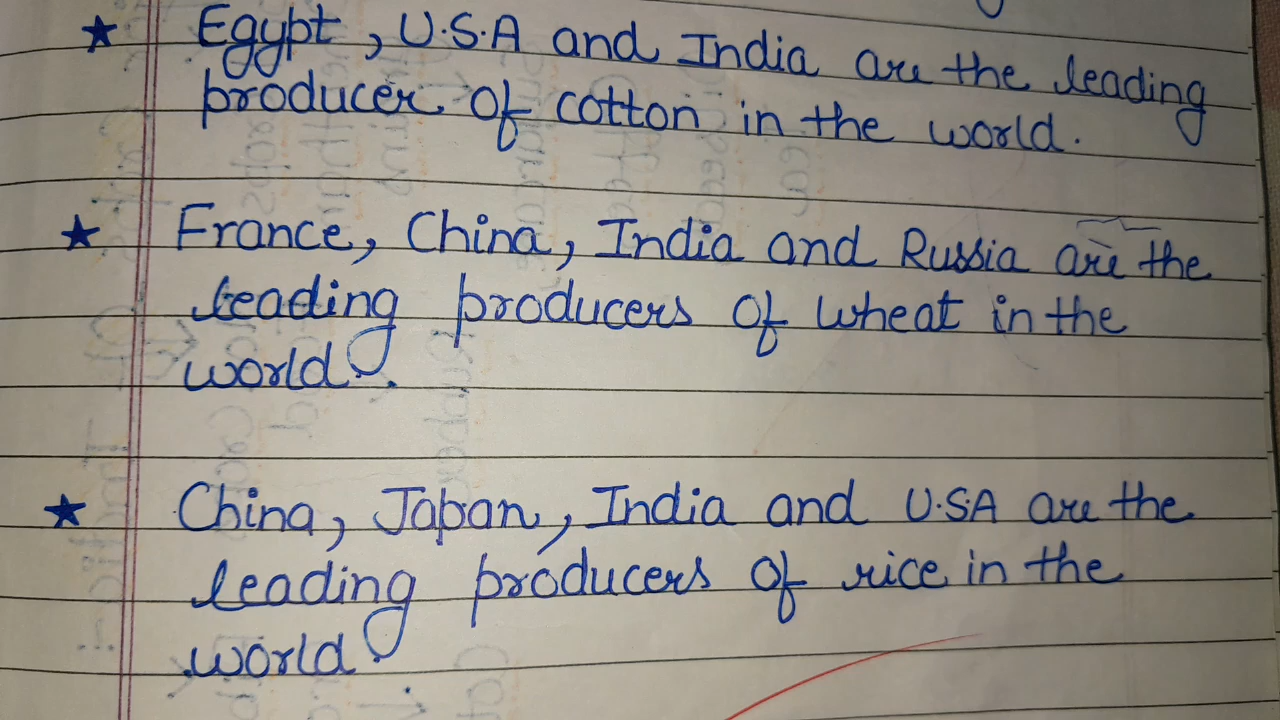 ★ Egypt, U.S.A and India are the leading
producer of cotton in the world.
★ France, China, India and Russia are the
leading producers of wheat in the
world.
★ China, Japan, India and U.S.A are the
leading producers of rice in the
world.